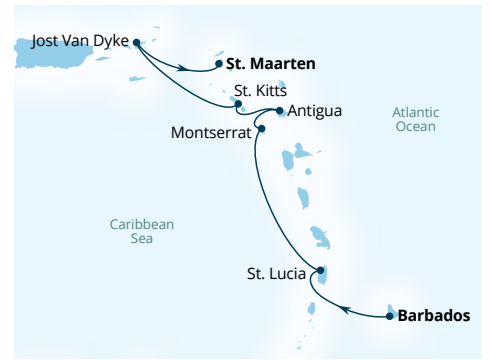 Jost Van Dyke
St. Maarten
St. Kitts
Antigua
Atlantic
Ocean
Montserrat
Caribbean
Sea
St. Lucia
Barbados